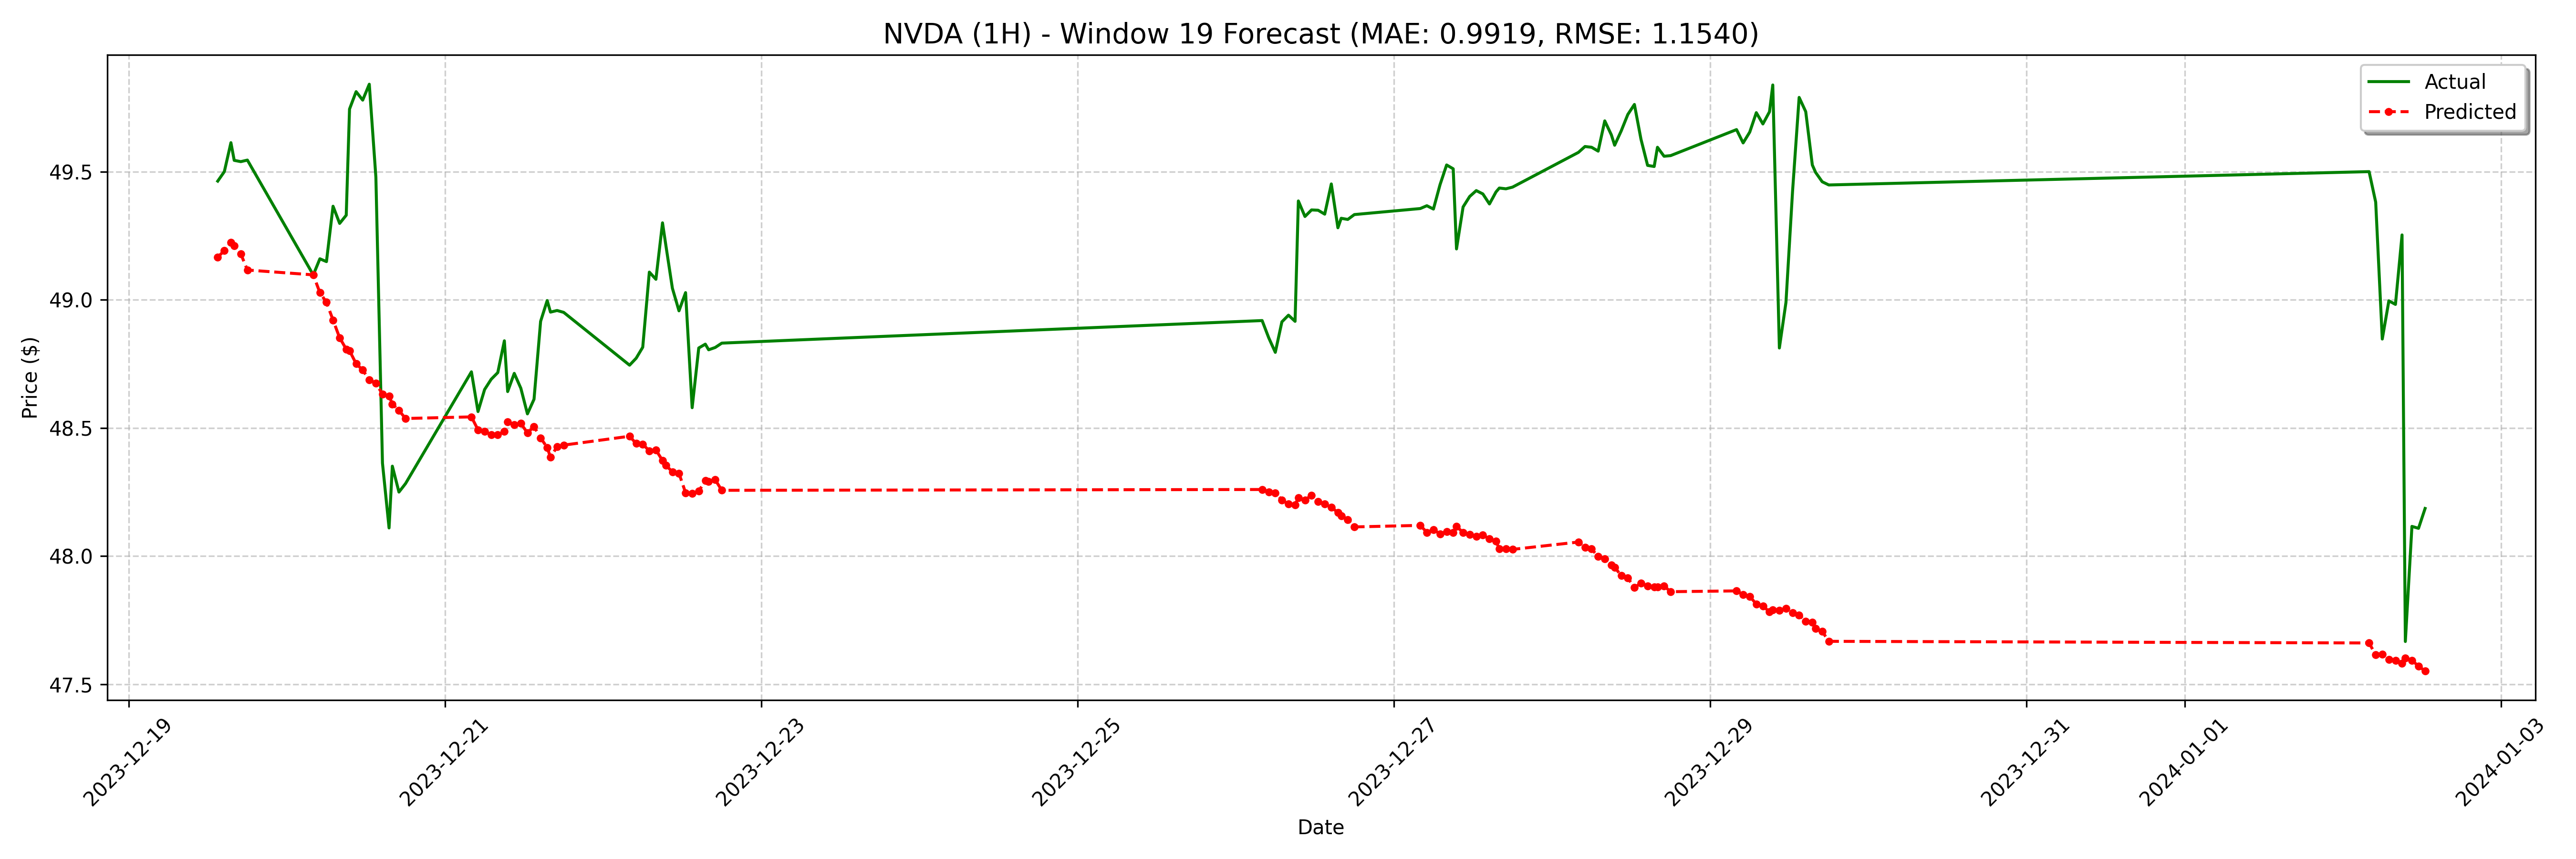 NVDA (1H) - Window 19 Forecast (MAE: 0.9919, RMSE: 1.1540)
Actual
Predicted
Price ($)
49.5
49.0
48.5
48.0
47.5
2023-12-19
2023-12-21
2023-12-23
2023-12-25
2023-12-27
2023-12-29
2023-12-31
2024-01-01
2024-01-03
Date